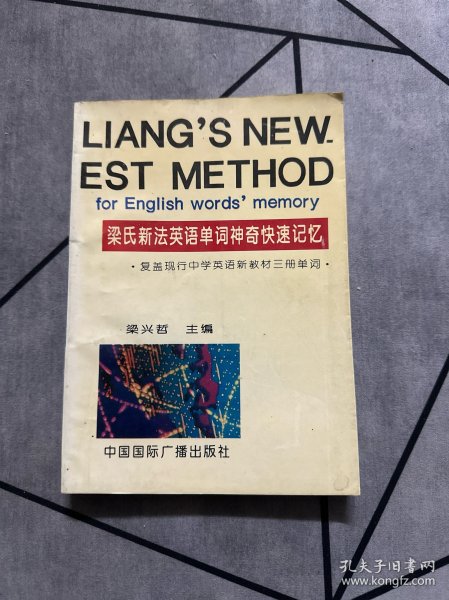 LIANG'S NEW-
EST METHOD
for English words' memory
梁氏新法英语单词神奇快速记忆
·复盖现行中学英语新教材三册单词·
梁兴哲 主编
中国国际广播出版社
孔夫子旧书网
www.kongfz.com